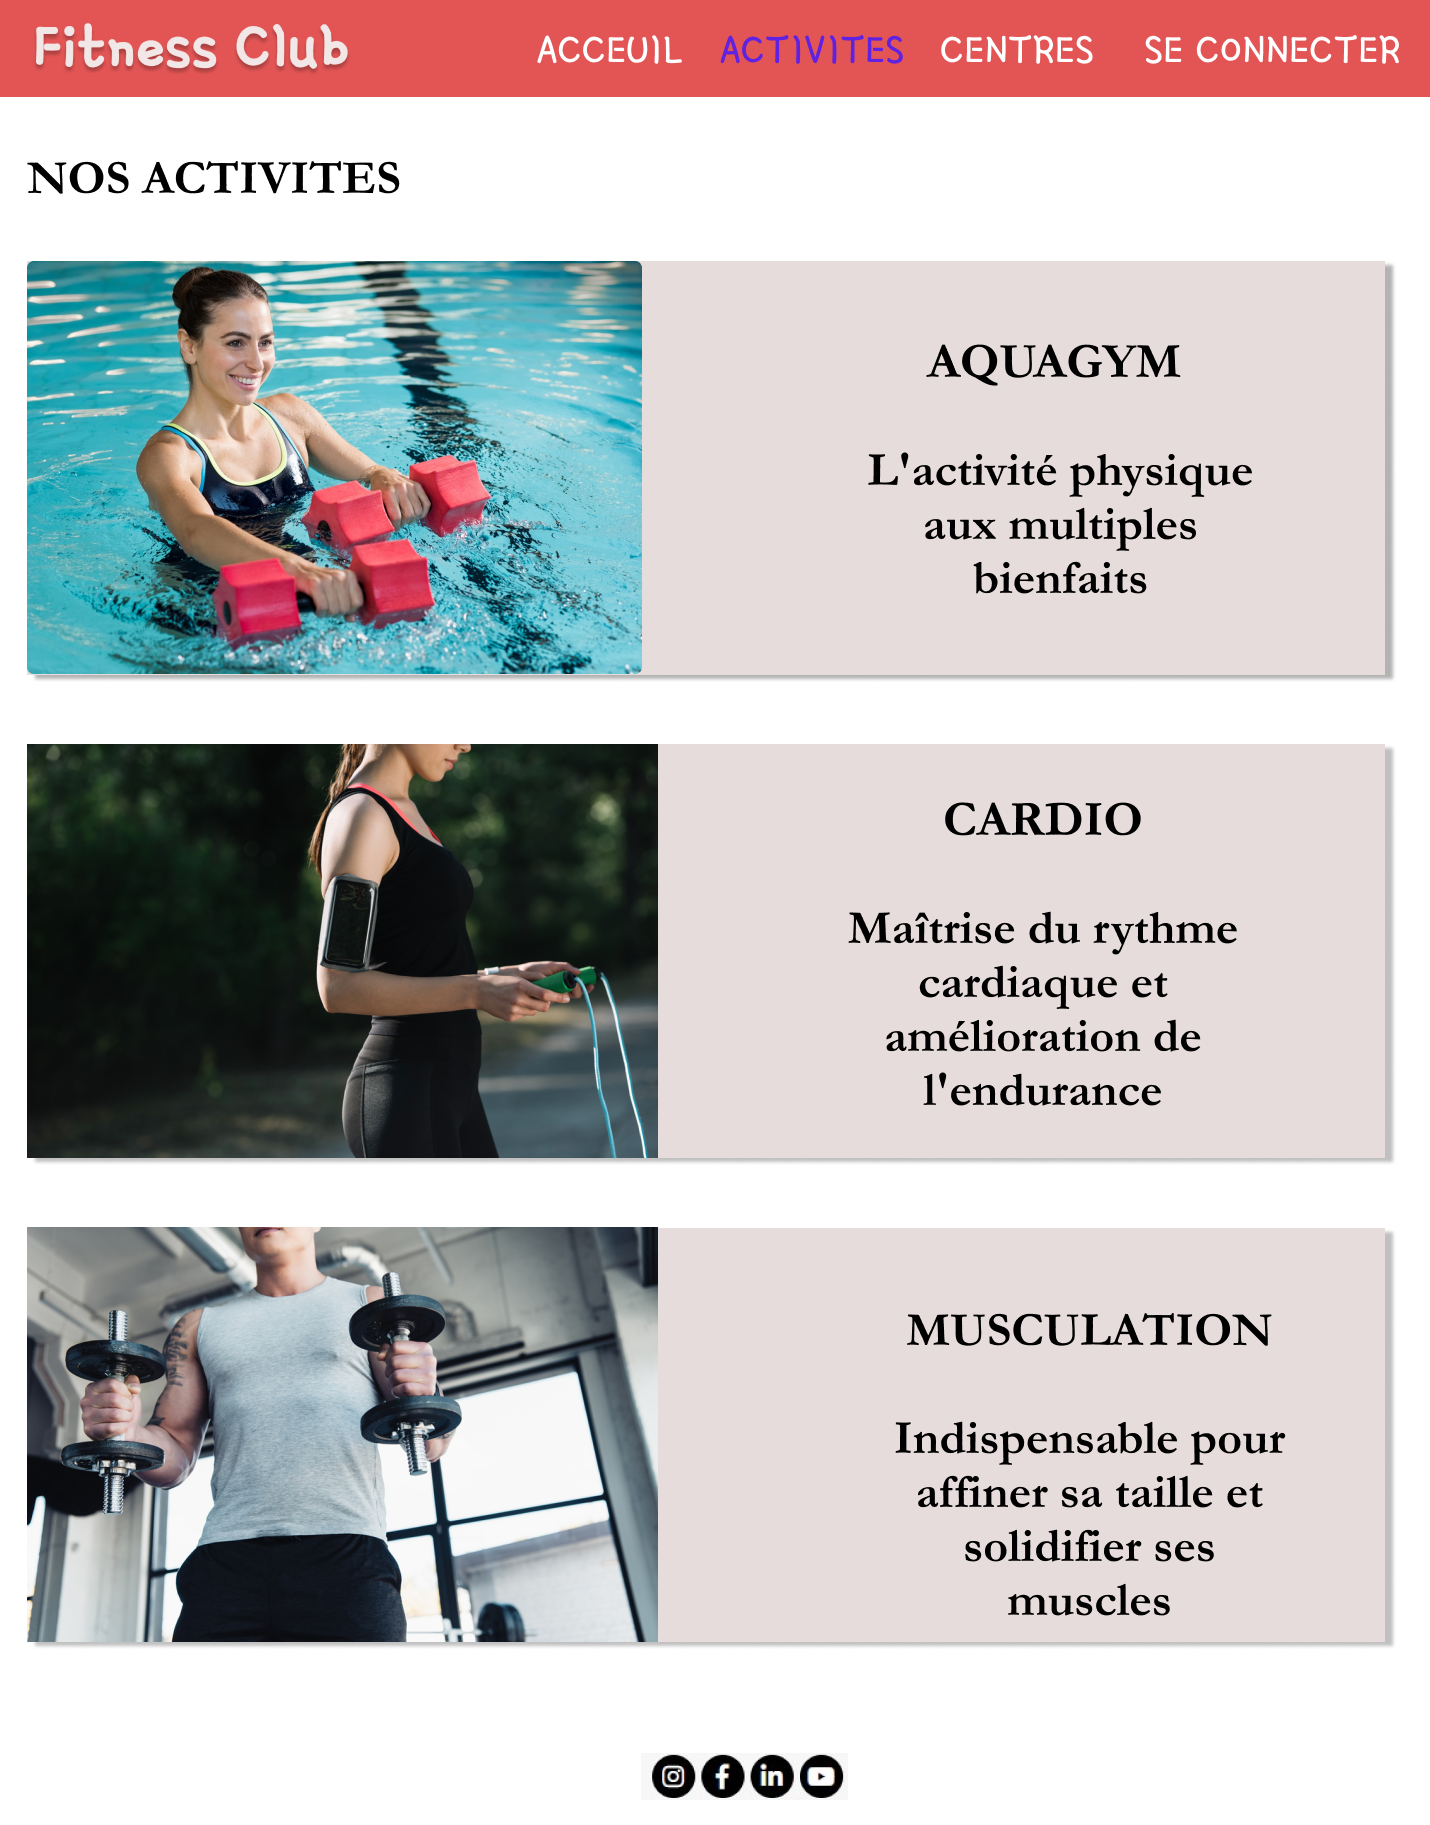 Fitness Club
ACCEUIL ACTIVITES CENTRES SE CONNECTER
NOS ACTIVITES
AQUAGYM
L'activité physique
aux multiples
bienfaits
CARDIO
Maîtrise du rythme
cardiaque et
amélioration de
l'endurance
MUSCULATION
Indispensable pour
affiner sa taille et
solidifier ses
muscles